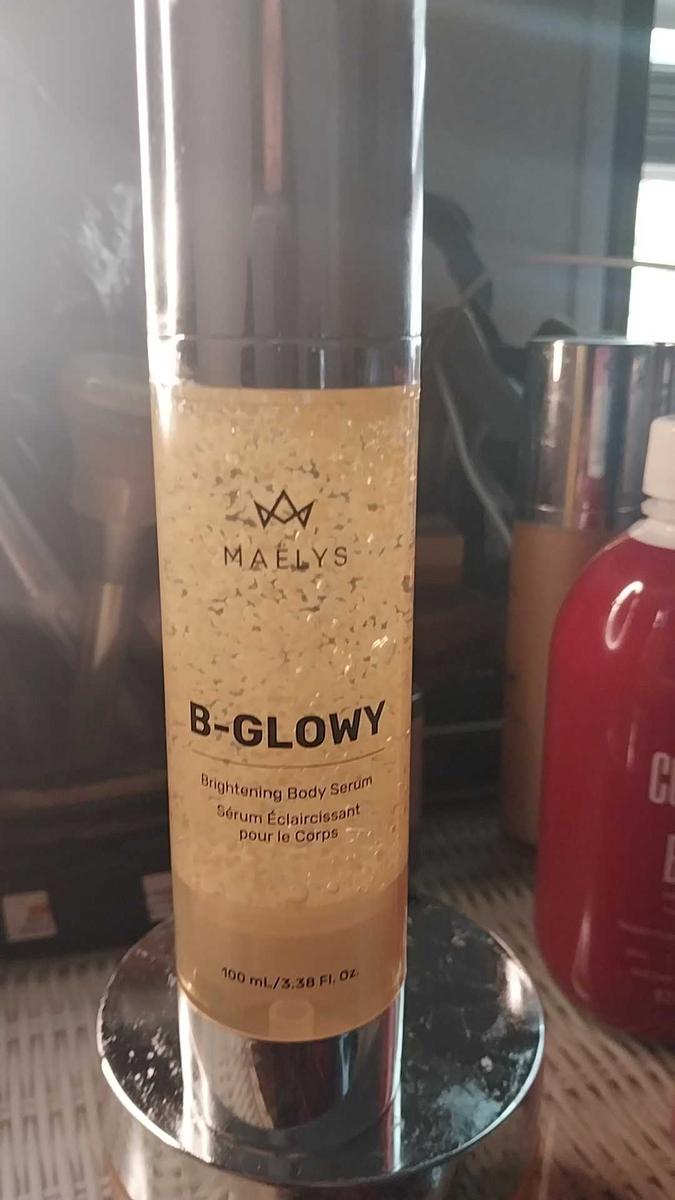 MAËLYS
B-GLOWY
Brightening Body Serum
Sérum Éclaircissant
pour le Corps
100 mL/3.38 Fl. Oz.